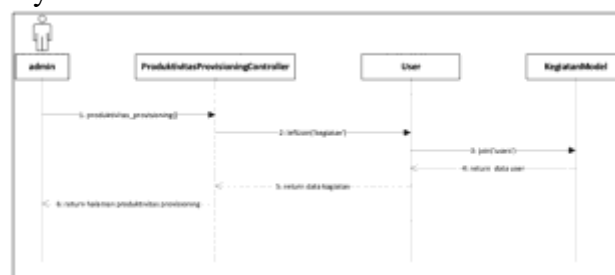 admin
ProduktivitasProvisioningController
User
KegiatanModel
1. produktivitas_provisioning()
2. leftJoin('kegiatan')
3. join('users')
4. return data user
5. return data kegiatan
6. return halaman produktivitas provisioning